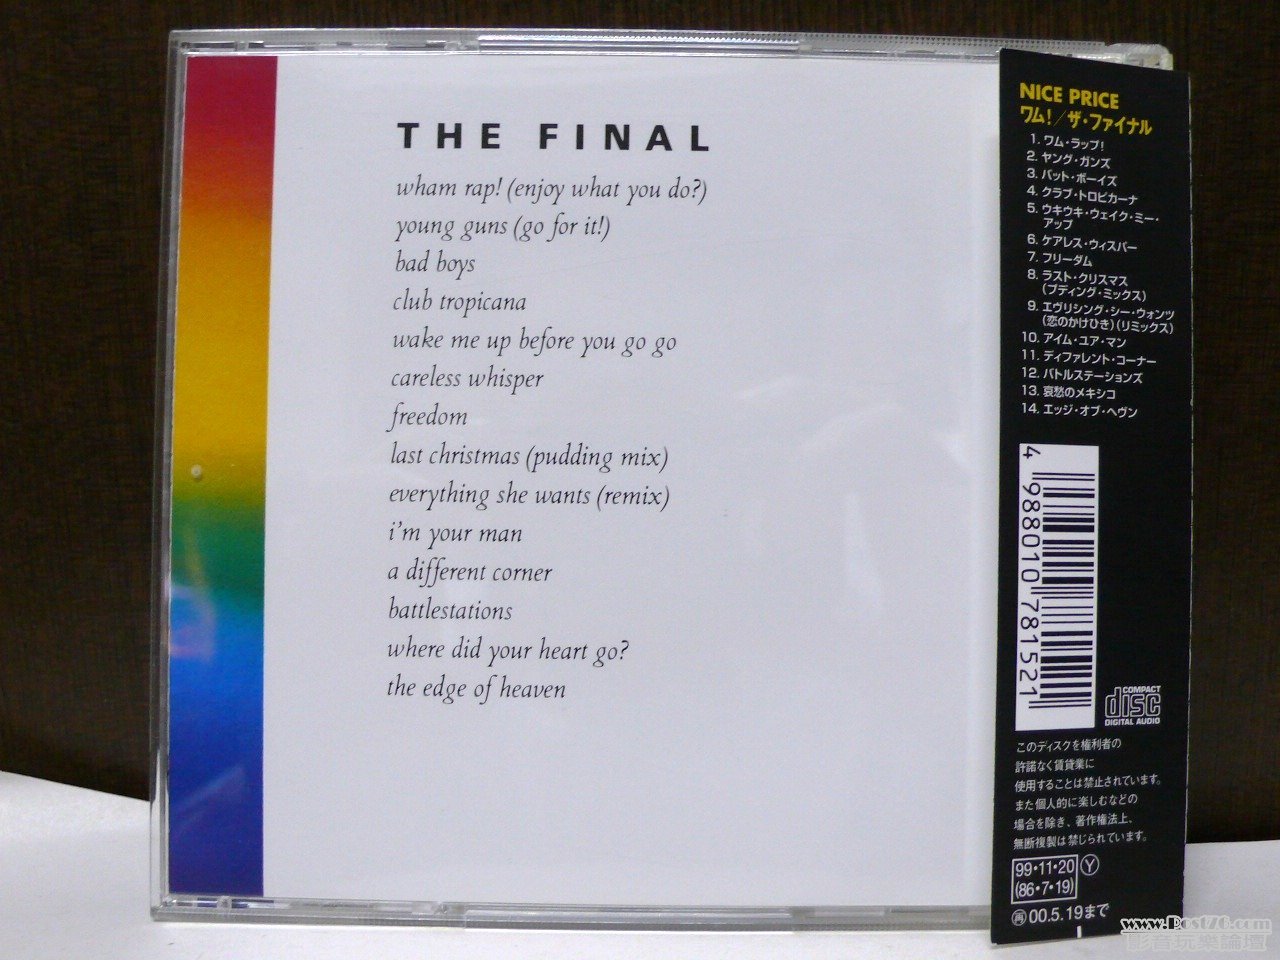 THE FINAL
wham rap! (enjoy what you do?)
young guns (go for it!)
bad boys
club tropicana
wake me up before you go go
careless whisper
freedom
last christmas (pudding mix)
everything she wants (remix)
i'm your man
a different corner
battlestations
where did your heart go?
the edge of heaven
NICE PRICE
ワム!/ザ・ファイナル
1. ワム・ラップ!
2. ヤング・ガンズ
3. バット・ボーイズ
4. クラブ・トロピカーナ
5. ウキウキ・ウェイク・ミー・
アップ
6. ケアレス・ウィスパー
7. フリーダム
8. ラスト・クリスマス
(プディング・ミックス)
9. エヴリシング・シー・ウォンツ
(恋のかけひき)(リミックス)
10. アイム・ユア・マン
11. ディファレント・コーナー
12. バトルステーションズ
13. 哀愁のメキシコ
14. エッジ・オブ・ヘヴン
4 988010 781521
COMPACT
disc
DIGITAL AUDIO
このディスクを権利者の
許諾なく賃貸業に
使用することは禁止されています。
また個人的に楽しむなどの
場合を除き、著作権法上、
無断複製は禁じられています。
99・11・20 Ⓨ
(86・7・19)
再 00.5.19まで
www.Post76.com
影音玩樂論壇